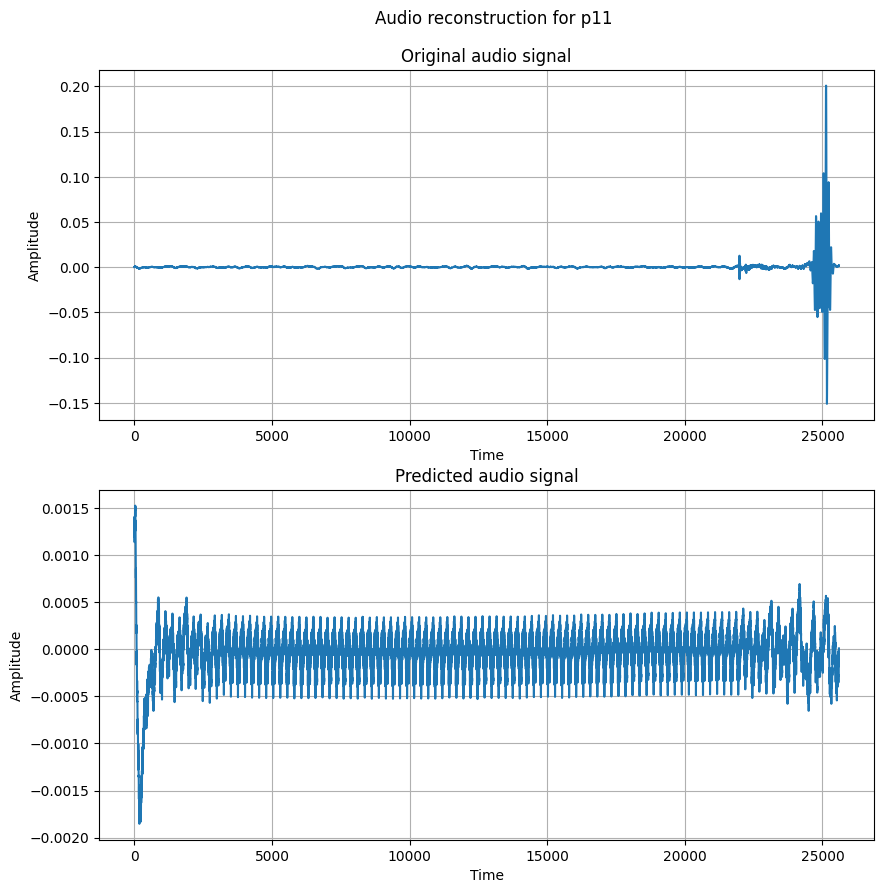 Audio reconstruction for p11
Original audio signal
0.20
0.15
0.10
0.05
0.00
−0.05
−0.10
−0.15
Amplitude
0 5000 10000 15000 20000 25000
Time
Predicted audio signal
0.0015
0.0010
0.0005
0.0000
−0.0005
−0.0010
−0.0015
−0.0020
Amplitude
0 5000 10000 15000 20000 25000
Time